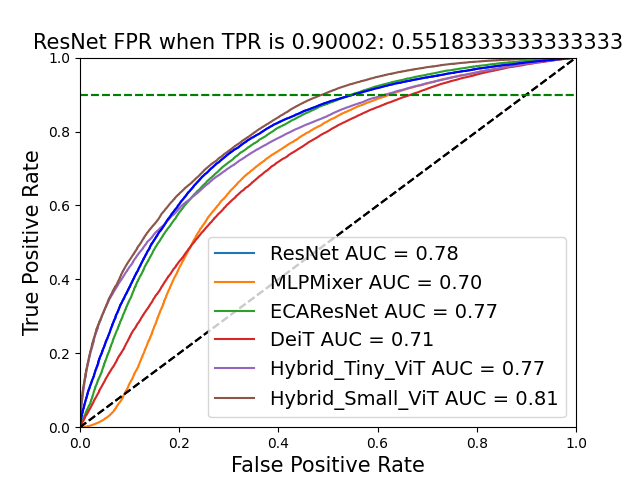 ResNet FPR when TPR is 0.90002: 0.5518333333333333
1.0
0.8
0.6
0.4
0.2
0.0
True Positive Rate
ResNet AUC = 0.78
MLPMixer AUC = 0.70
ECAResNet AUC = 0.77
DeiT AUC = 0.71
Hybrid_Tiny_ViT AUC = 0.77
Hybrid_Small_ViT AUC = 0.81
0.0 0.2 0.4 0.6 0.8 1.0
False Positive Rate